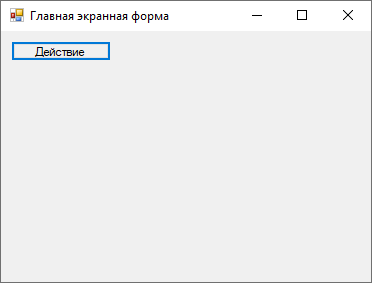 Главная экранная форма
Действие